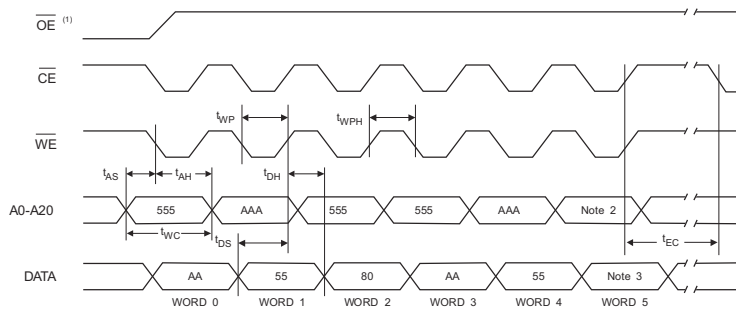 OE (1)
CE
tWP
tWPH
WE
tAS
tAH
tDH
A0-A20
555
AAA
555
555
AAA
Note 2
tWC
tDS
tEC
DATA
AA
55
80
AA
55
Note 3
WORD 0
WORD 1
WORD 2
WORD 3
WORD 4
WORD 5